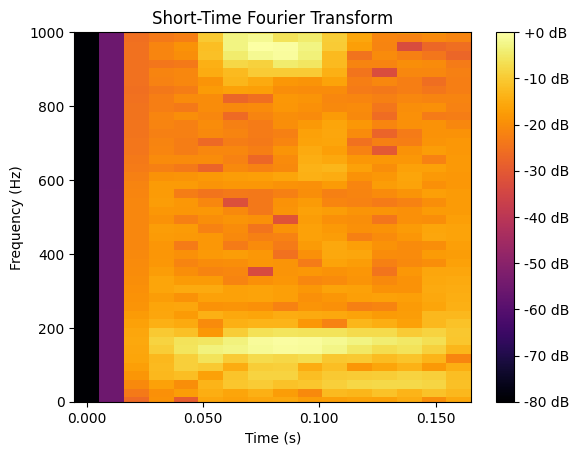 Short-Time Fourier Transform
Frequency (Hz)
1000
800
600
400
200
0
0.000
0.050
0.100
0.150
Time (s)
+0 dB
-10 dB
-20 dB
-30 dB
-40 dB
-50 dB
-60 dB
-70 dB
-80 dB